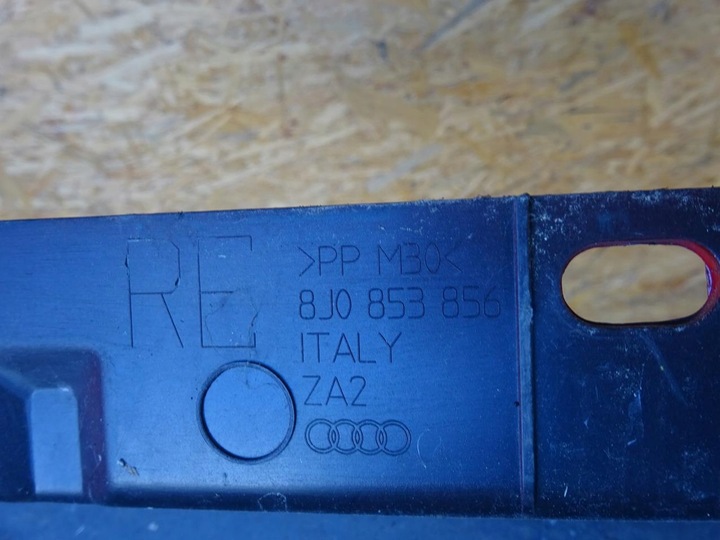 RE
>PP M30<
8J0 853 856
ITALY
ZA2